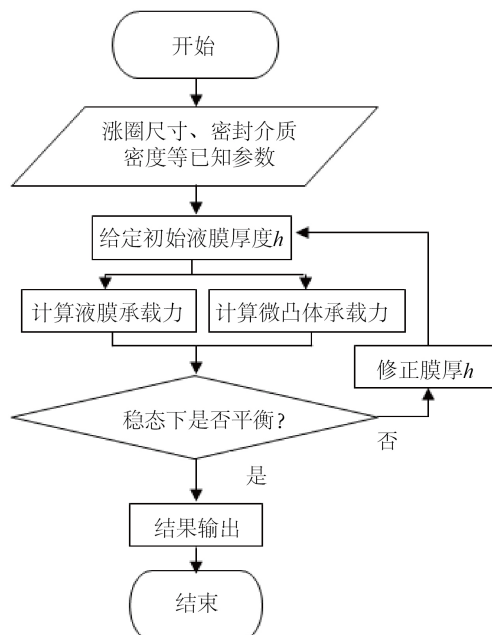 开始
涨圈尺寸、密封介质
密度等已知参数
给定初始液膜厚度h
计算液膜承载力
计算微凸体承载力
修正膜厚h
稳态下是否平衡?
否
是
结果输出
结束